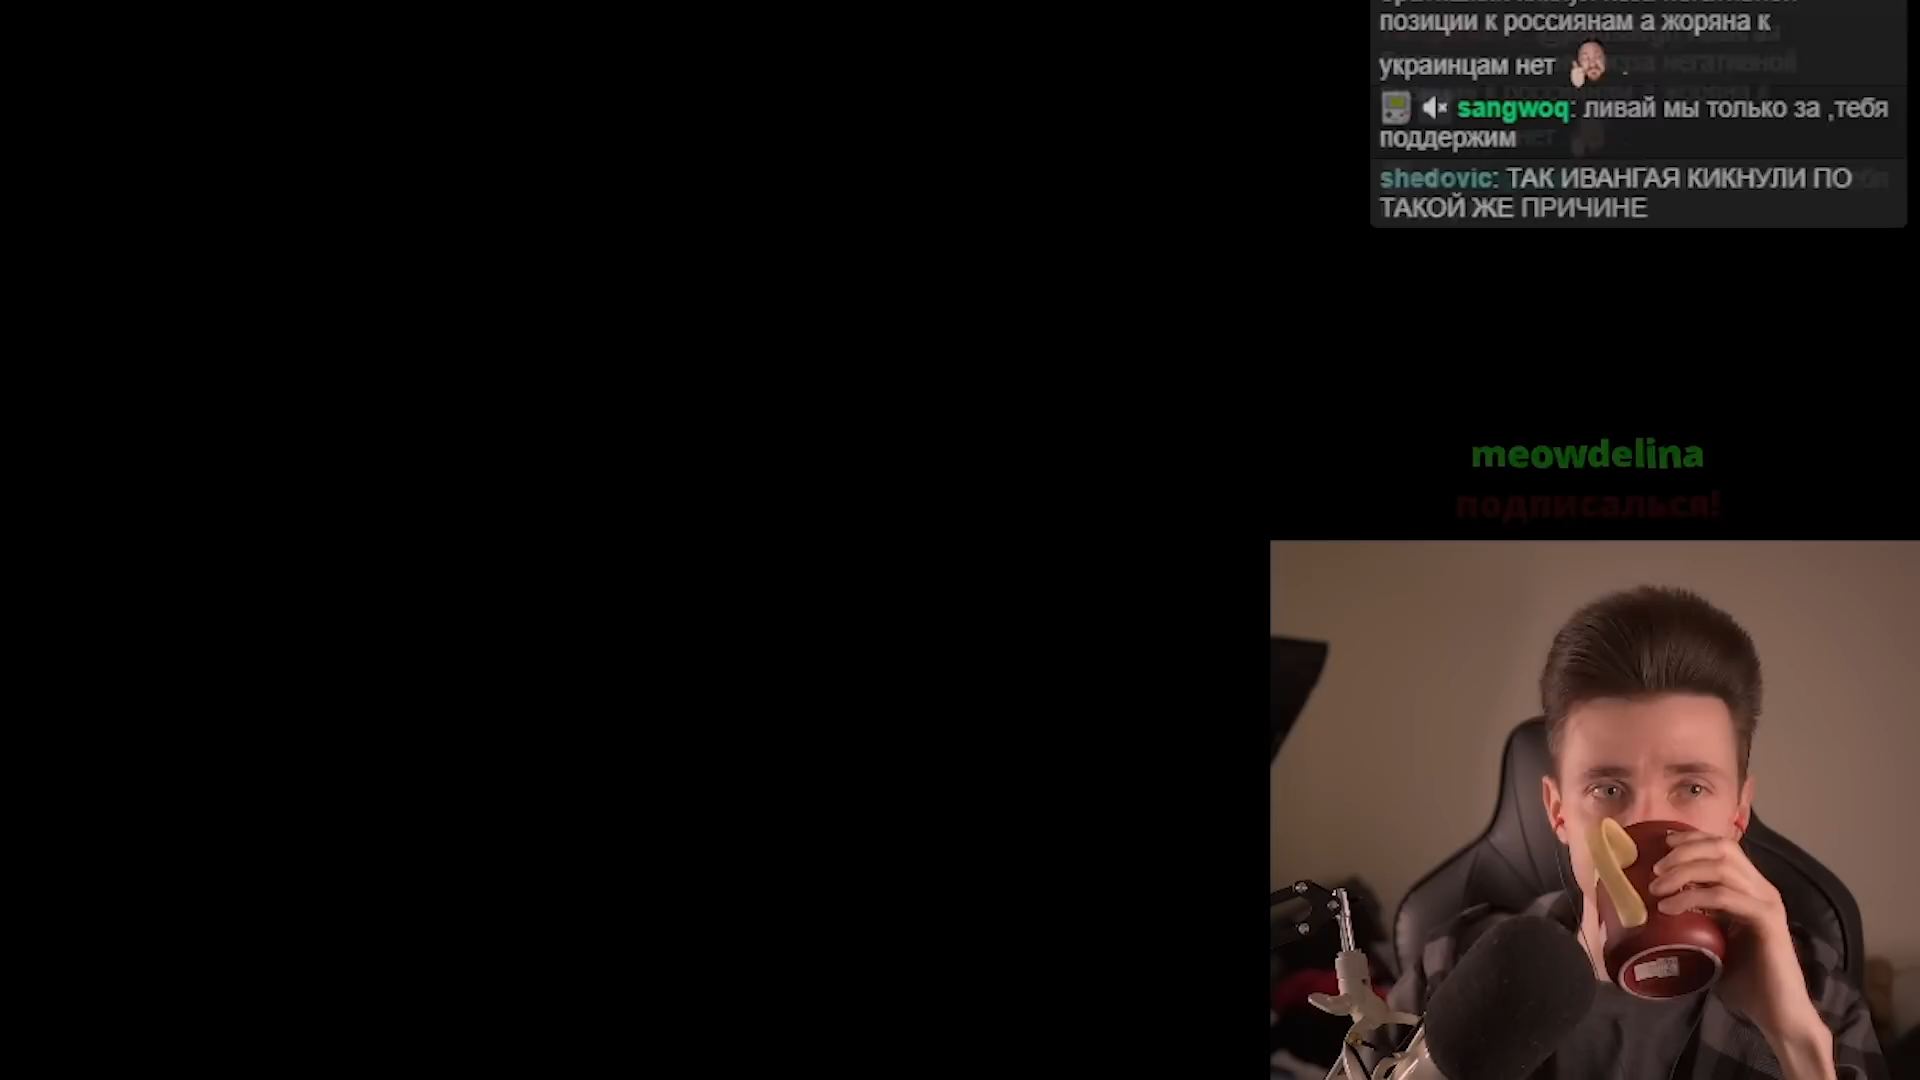 позиции к россиянам а жоряна к
украинцам нет
sangwoq: ливай мы только за ,тебя
поддержим
shedovic: ТАК ИВАНГАЯ КИКНУЛИ ПО
ТАКОЙ ЖЕ ПРИЧИНЕ
meowdelina
подписалься!